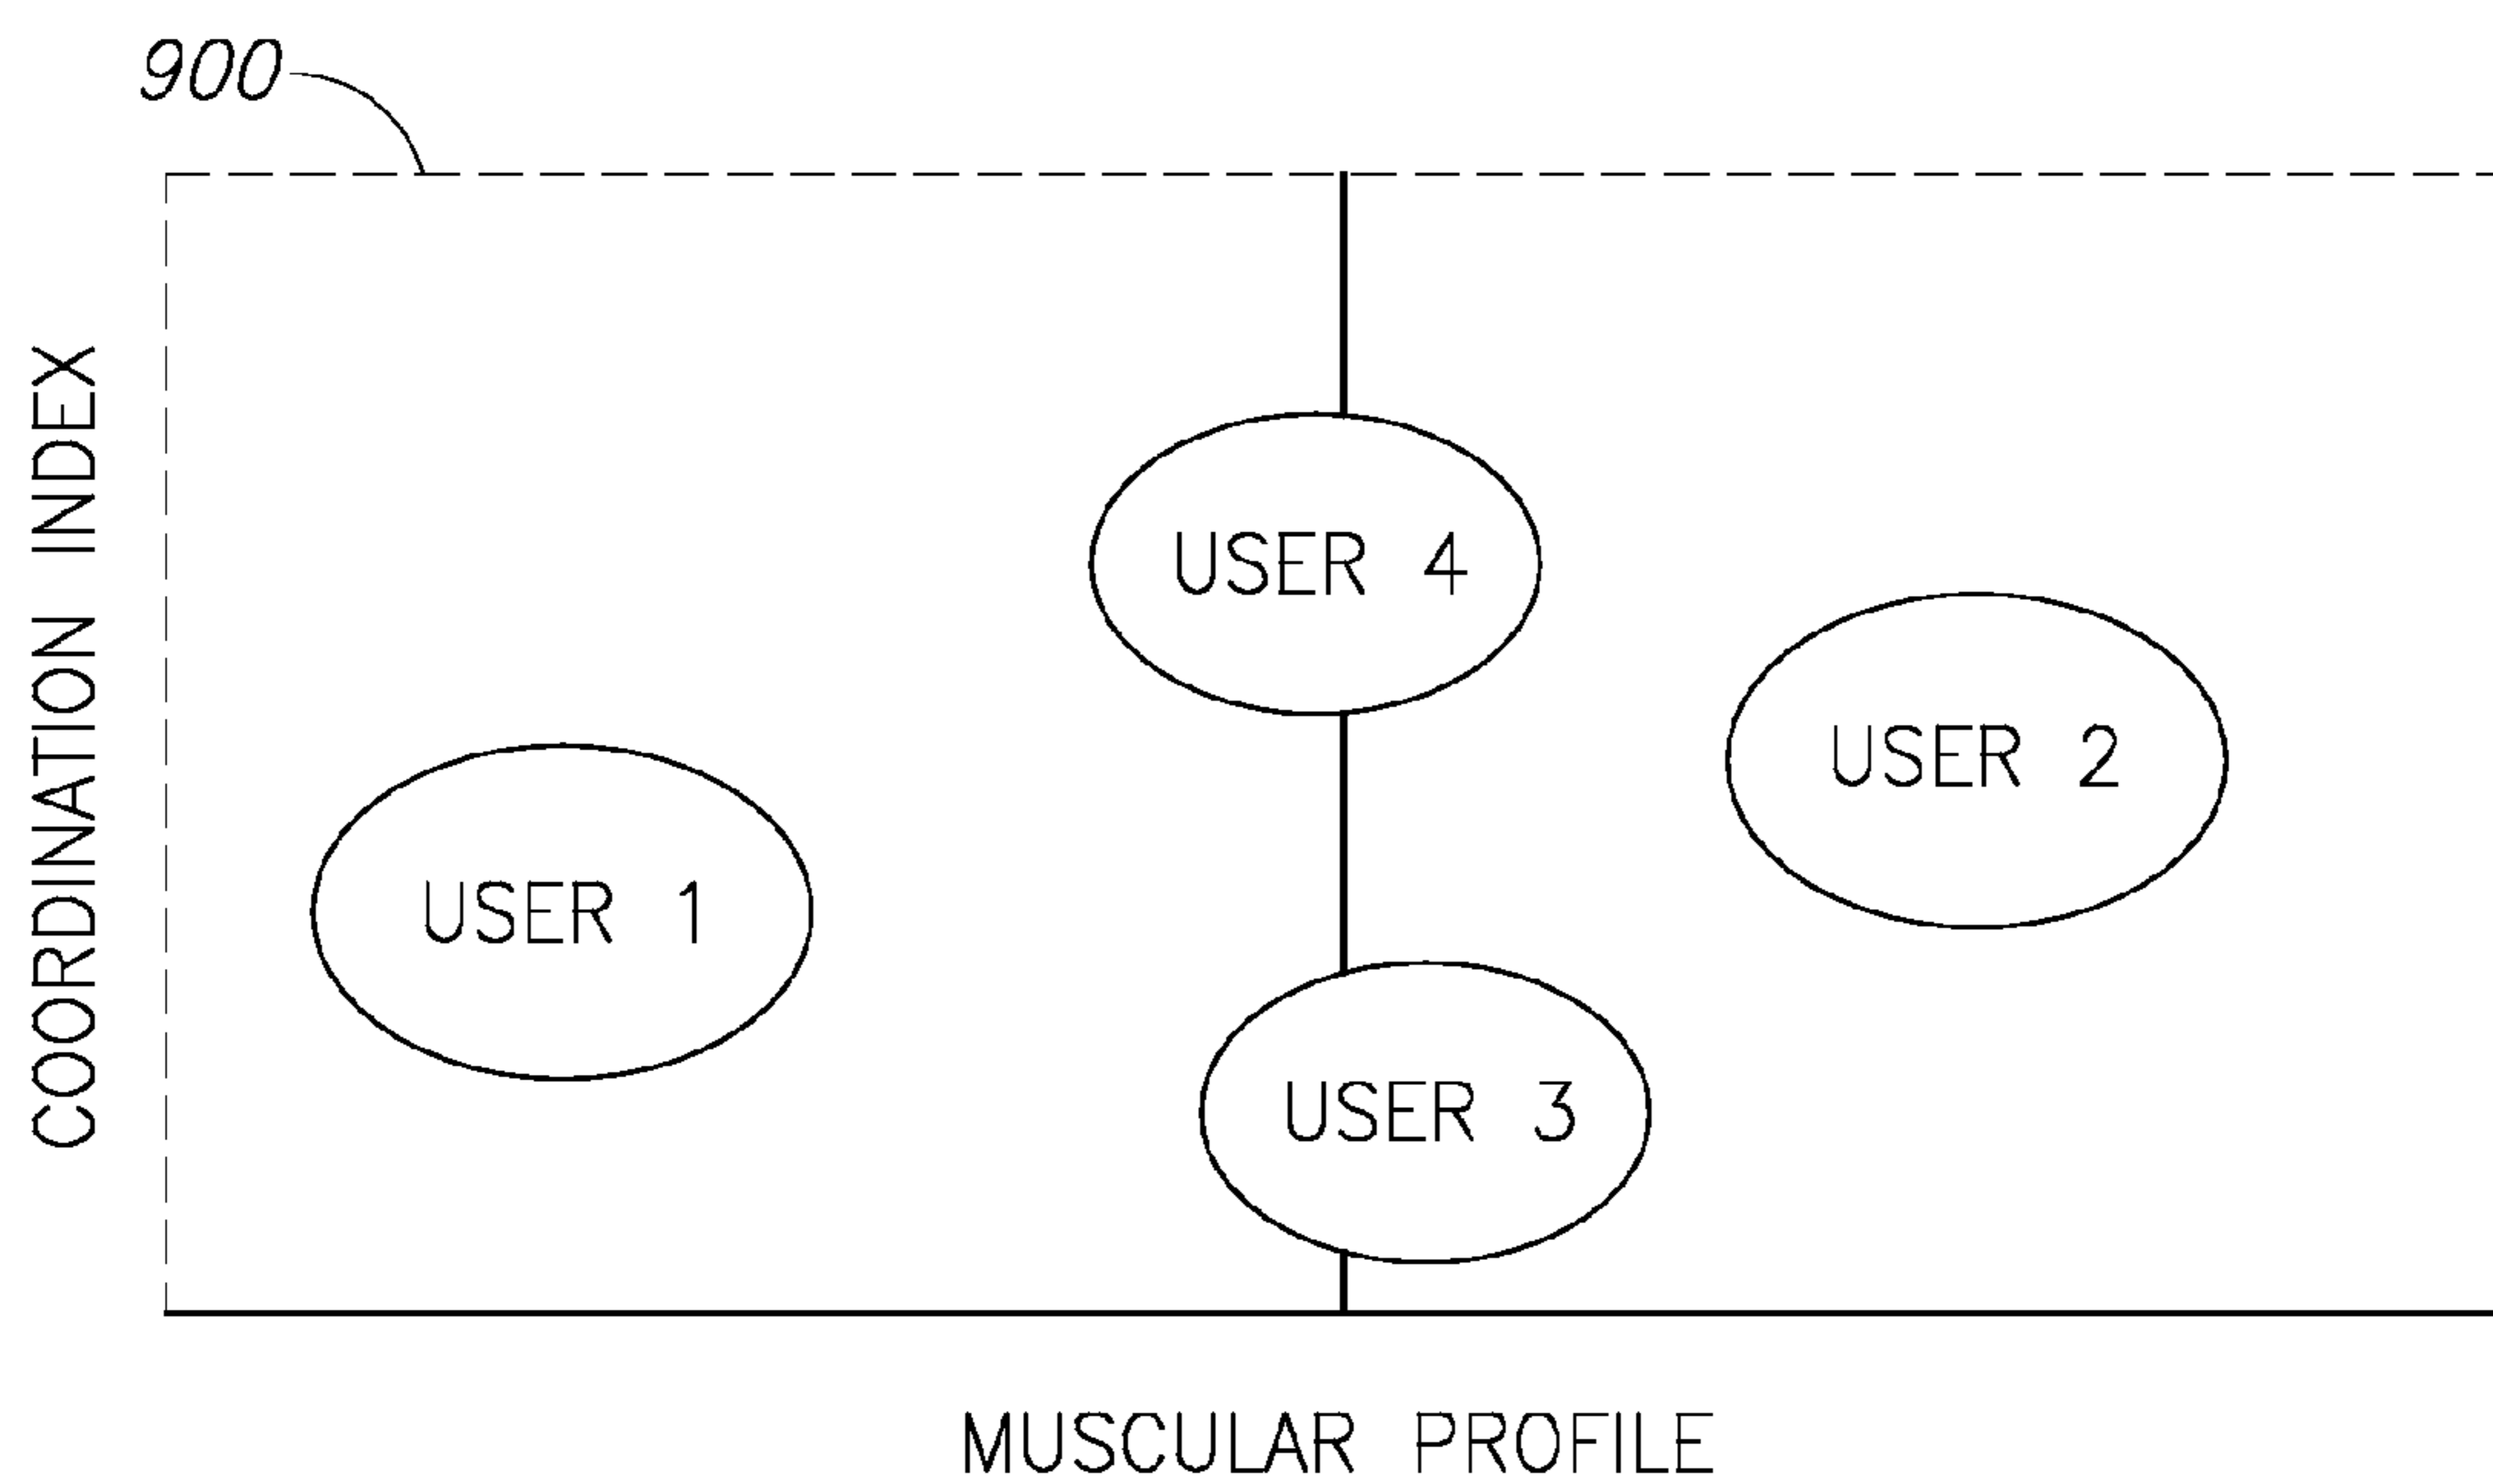 900
COORDINATION INDEX
USER 4
USER 2
USER 1
USER 3
MUSCULAR PROFILE